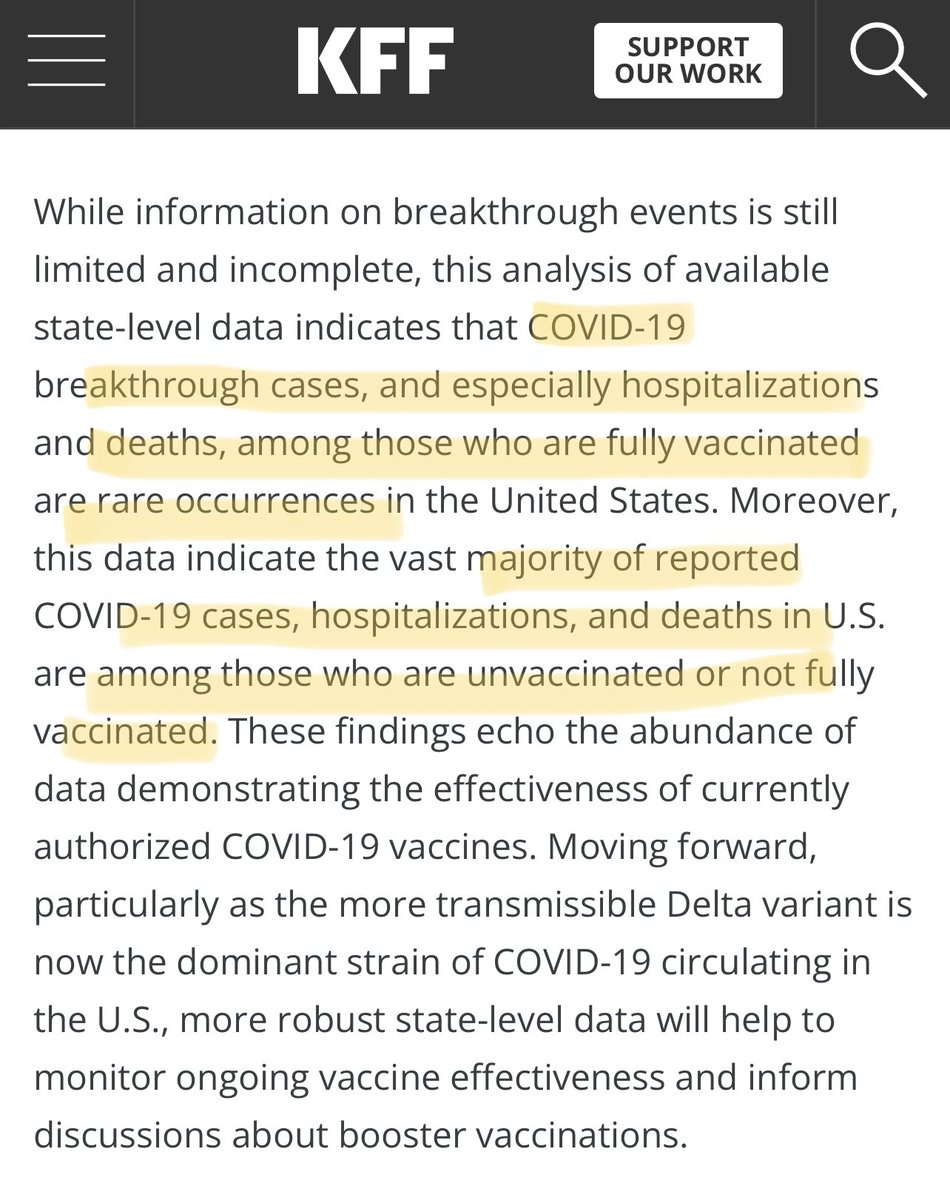 KFF
SUPPORT
OUR WORK
While information on breakthrough events is still
limited and incomplete, this analysis of available
state-level data indicates that COVID-19
breakthrough cases, and especially hospitalizations
and deaths, among those who are fully vaccinated
are rare occurrences in the United States. Moreover,
this data indicate the vast majority of reported
COVID-19 cases, hospitalizations, and deaths in U.S.
are among those who are unvaccinated or not fully
vaccinated. These findings echo the abundance of
data demonstrating the effectiveness of currently
authorized COVID-19 vaccines. Moving forward,
particularly as the more transmissible Delta variant is
now the dominant strain of COVID-19 circulating in
the U.S., more robust state-level data will help to
monitor ongoing vaccine effectiveness and inform
discussions about booster vaccinations.